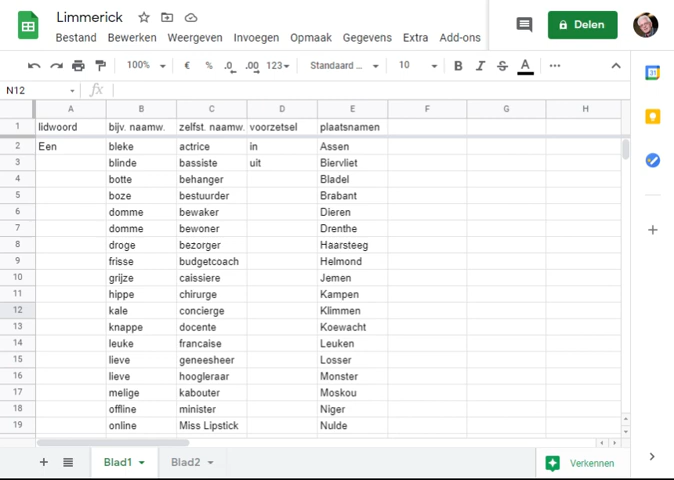 Limmerick
Bestand Bewerken Weergeven Invoegen Opmaak Gegevens Extra Add-ons
Delen
100% € % .0 .00 123 Standaard ... 10 B I S A ...
N12 fx
A B C D E F G H
1 lidwoord bijv. naamw. zelfst. naamw. voorzetsel plaatsnamen
2 Een bleke actrice in Assen
3 blinde bassiste uit Biervliet
4 botte behanger Bladel
5 boze bestuurder Brabant
6 domme bewaker Dieren
7 domme bewoner Drenthe
8 droge bezorger Haarsteeg
9 frisse budgetcoach Helmond
10 grijze caissiere Jemen
11 hippe chirurge Kampen
12 kale concierge Klimmen
13 knappe docente Koewacht
14 leuke francaise Leuken
15 lieve geneesheer Losser
16 lieve hoogleraar Monster
17 melige kabouter Moskou
18 offline minister Niger
19 online Miss Lipstick Nulde
Blad1 Blad2 Verkennen
31